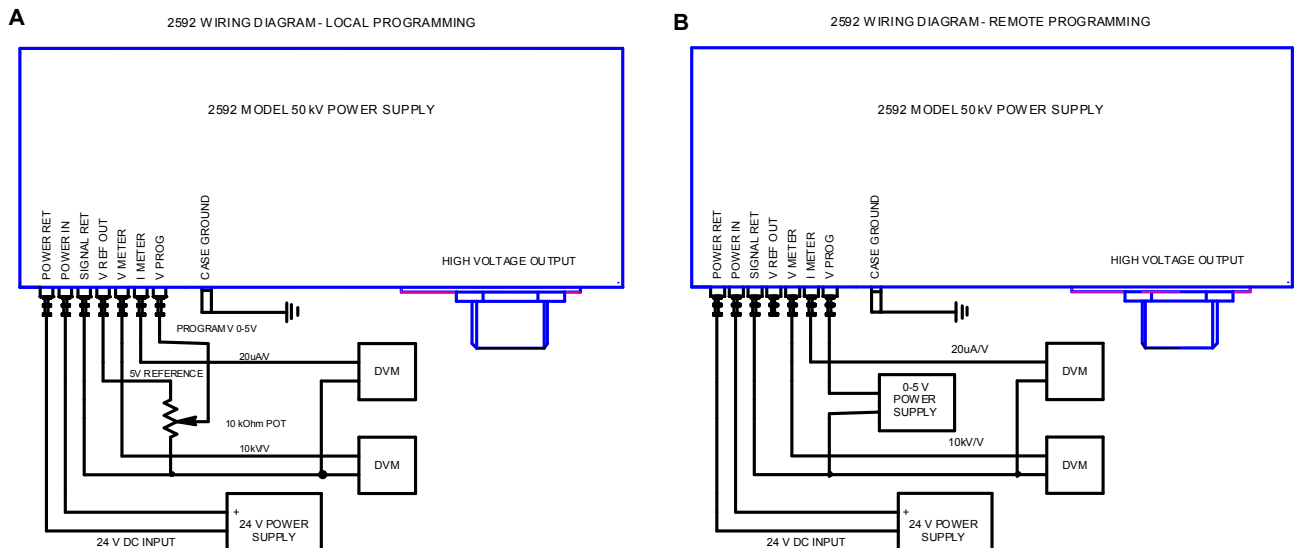 A
2592 WIRING DIAGRAM- LOCAL PROGRAMMING
2592 MODEL 50 kV POWER SUPPLY
POWER RET
POWER IN
SIGNAL RET
V REF OUT
V METER
I METER
V PROG
CASE GROUND
HIGH VOLTAGE OUTPUT
PROGRAM V 0-5V
20uA/V
5V REFERENCE
DVM
10 kOhm POT
10kV/V
DVM
+
24 V POWER
SUPPLY
24 V DC INPUT
B
2592 WIRING DIAGRAM- REMOTE PROGRAMMING
2592 MODEL 50 kV POWER SUPPLY
POWER RET
POWER IN
SIGNAL RET
V REF OUT
V METER
I METER
V PROG
CASE GROUND
HIGH VOLTAGE OUTPUT
20uA/V
DVM
0-5 V
POWER
SUPPLY
10kV/V
DVM
+
24 V POWER
SUPPLY
24 V DC INPUT